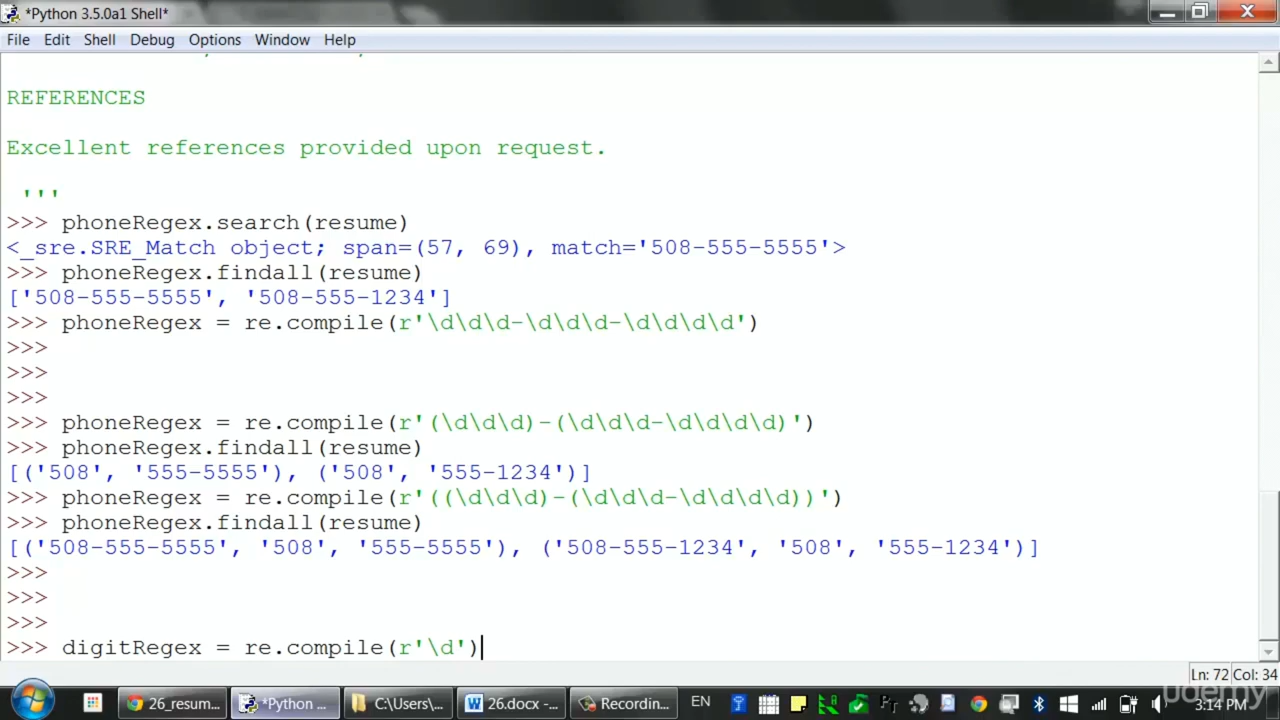 *Python 3.5.0a1 Shell*
File Edit Shell Debug Options Window Help
REFERENCES
Excellent references provided upon request.
'''
>>> phoneRegex.search(resume)
<_sre.SRE_Match object; span=(57, 69), match='508-555-5555'>
>>> phoneRegex.findall(resume)
['508-555-5555', '508-555-1234']
>>> phoneRegex = re.compile(r'\d\d\d-\d\d\d-\d\d\d\d')
>>>
>>>
>>>
>>> phoneRegex = re.compile(r'(\d\d\d)-(\d\d\d-\d\d\d\d)')
>>> phoneRegex.findall(resume)
[('508', '555-5555'), ('508', '555-1234')]
>>> phoneRegex = re.compile(r'((\d\d\d)-(\d\d\d-\d\d\d\d))')
>>> phoneRegex.findall(resume)
[('508-555-5555', '508', '555-5555'), ('508-555-1234', '508', '555-1234')]
>>>
>>>
>>>
>>> digitRegex = re.compile(r'\d')
Ln: 72 Col: 34
26_resum... *Python ... C:\Users\... 26.docx -... Recordin... EN 3:14 PM
udemy